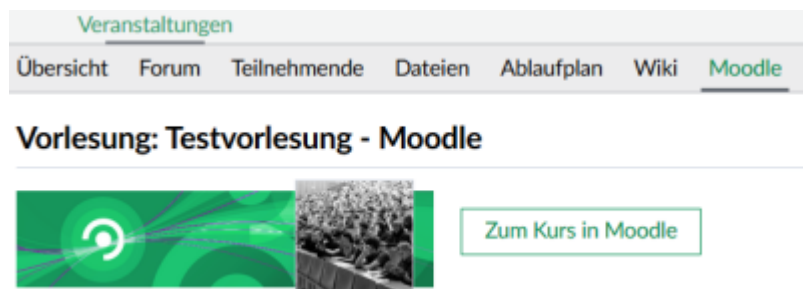 Veranstaltungen
Übersicht Forum Teilnehmende Dateien Ablaufplan Wiki Moodle
Vorlesung: Testvorlesung - Moodle
Zum Kurs in Moodle